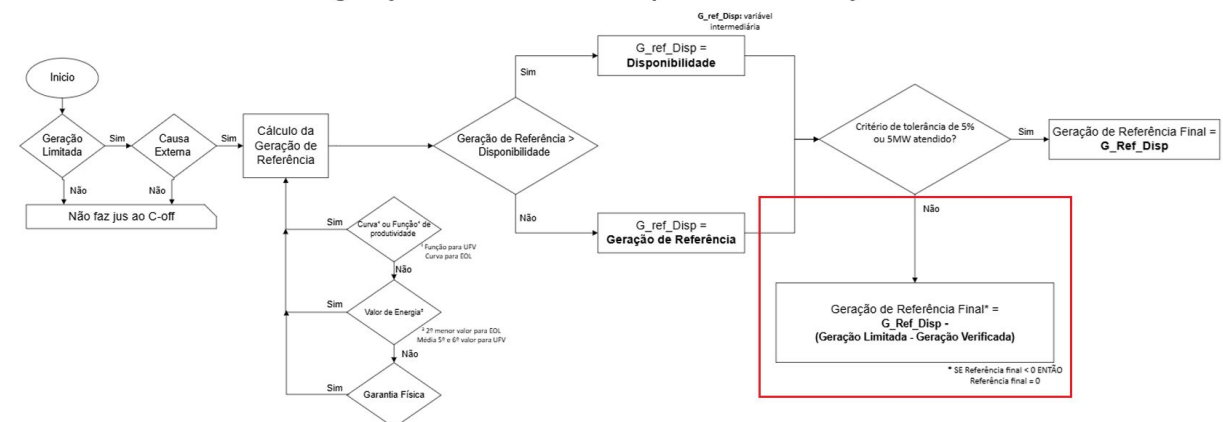 G_ref_Disp: variável
intermediária
Inicio
Geração
Limitada
Sim
Causa
Externa
Sim
Não
Não
Não faz jus ao C-off
Cálculo da
Geração de
Referência
Geração de Referência >
Disponibilidade
Sim
G_ref_Disp =
Disponibilidade
Não
G_ref_Disp =
Geração de Referência
Critério de tolerância de 5%
ou 5MW atendido?
Sim
Geração de Referência Final =
G_Ref_Disp
Não
Geração de Referência Final* =
G_Ref_Disp -
(Geração Limitada - Geração Verificada)
* SE Referência final < 0 ENTÃO
Referência final = 0
Sim
Curva¹ ou Função¹ de
produtividade
¹ Função para UFV
Curva para EOL
Não
Sim
Valor de Energia²
² 2º menor valor para EOL
Média 5º e 6º valor para UFV
Não
Sim
Garantia Física